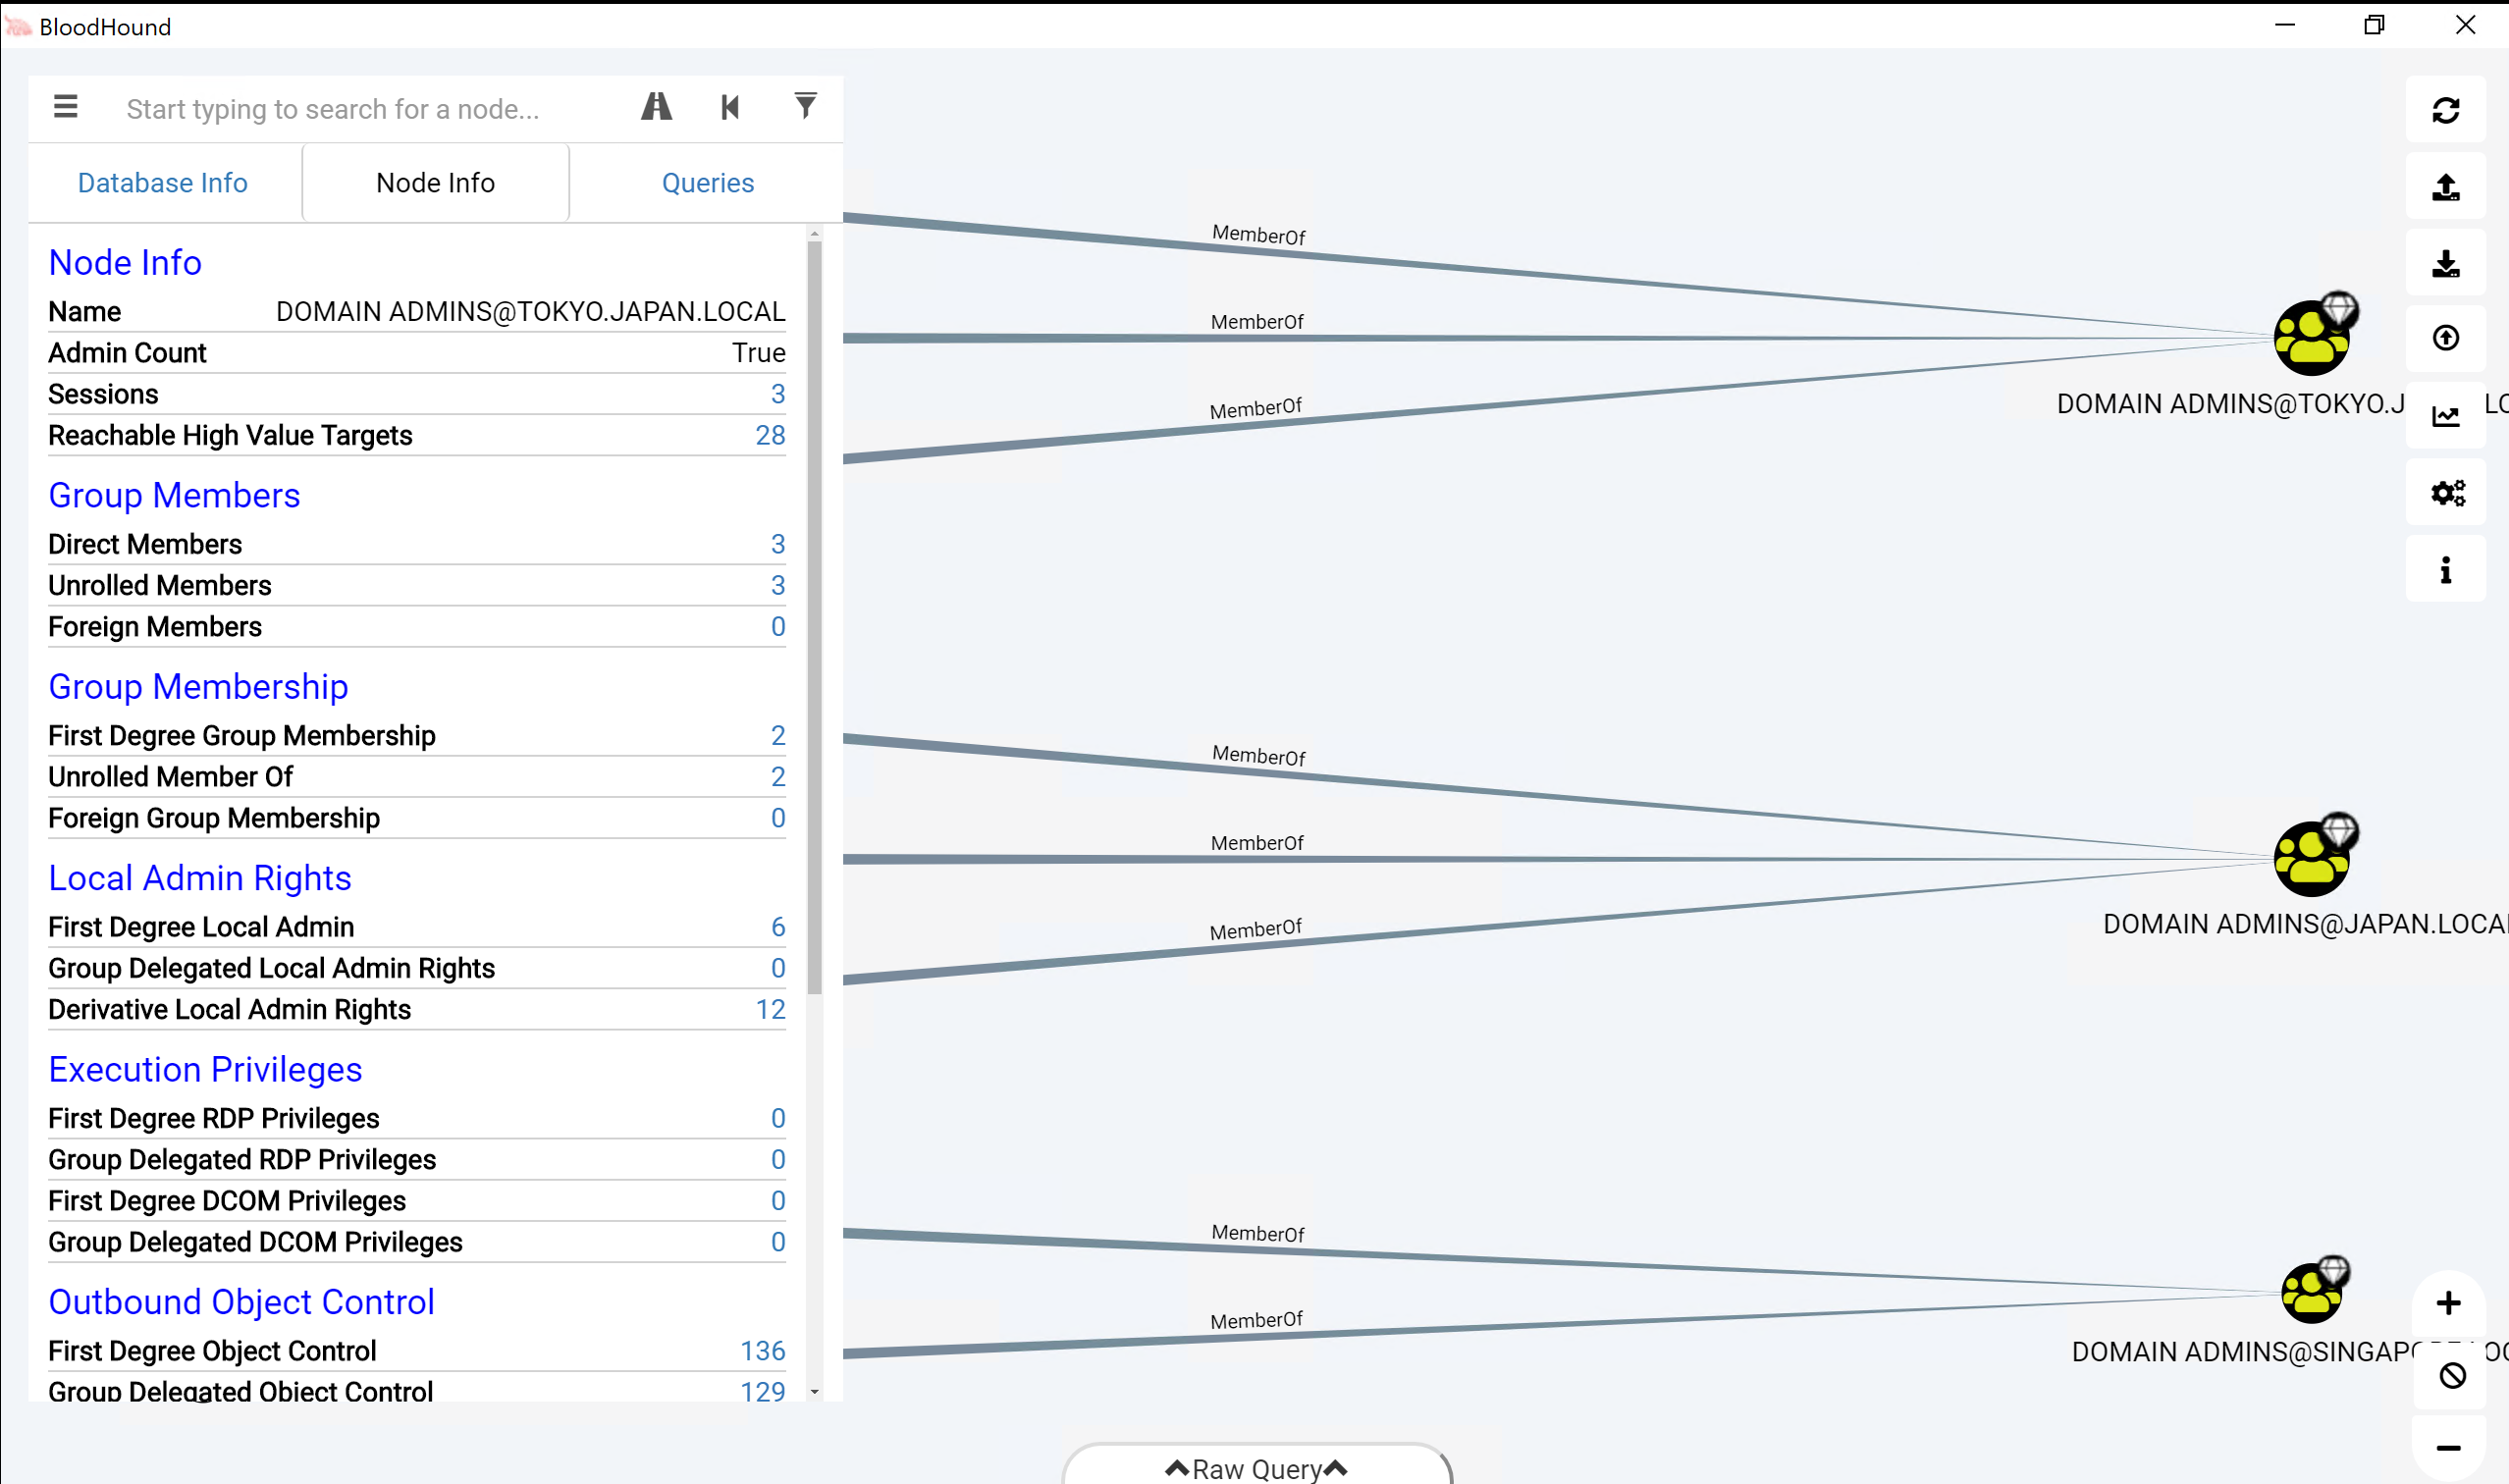 BloodHound
Start typing to search for a node...
Database Info
Node Info
Queries
Node Info
Name DOMAIN ADMINS@TOKYO.JAPAN.LOCAL
Admin Count True
Sessions 3
Reachable High Value Targets 28
Group Members
Direct Members 3
Unrolled Members 3
Foreign Members 0
Group Membership
First Degree Group Membership 2
Unrolled Member Of 2
Foreign Group Membership 0
Local Admin Rights
First Degree Local Admin 6
Group Delegated Local Admin Rights 0
Derivative Local Admin Rights 12
Execution Privileges
First Degree RDP Privileges 0
Group Delegated RDP Privileges 0
First Degree DCOM Privileges 0
Group Delegated DCOM Privileges 0
Outbound Object Control
First Degree Object Control 136
Group Delegated Object Control 129
MemberOf
MemberOf
MemberOf
DOMAIN ADMINS@TOKYO.J
MemberOf
MemberOf
MemberOf
DOMAIN ADMINS@JAPAN.LOCAL
MemberOf
MemberOf
DOMAIN ADMINS@SINGAP
Raw Query